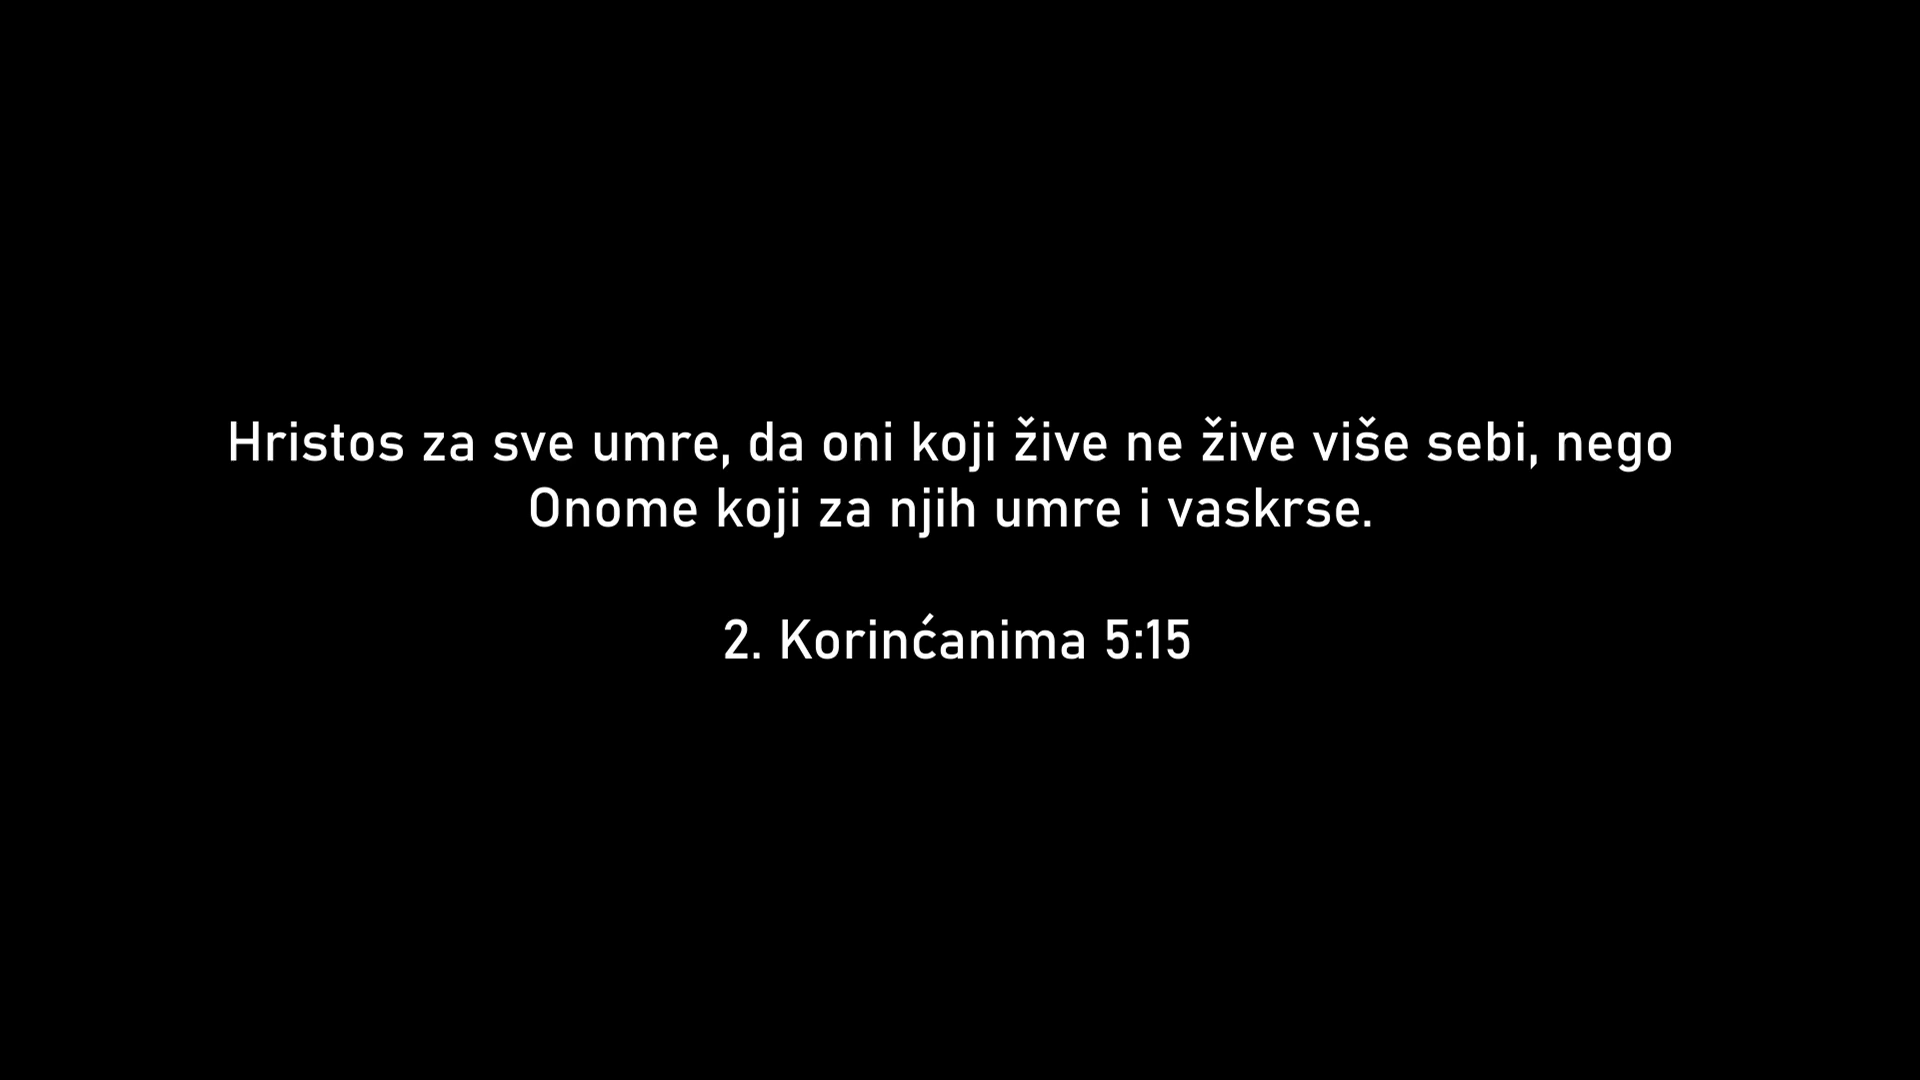 Hristos za sve umre, da oni koji žive ne žive više sebi, nego
Onome koji za njih umre i vaskrse.
2. Korinćanima 5:15